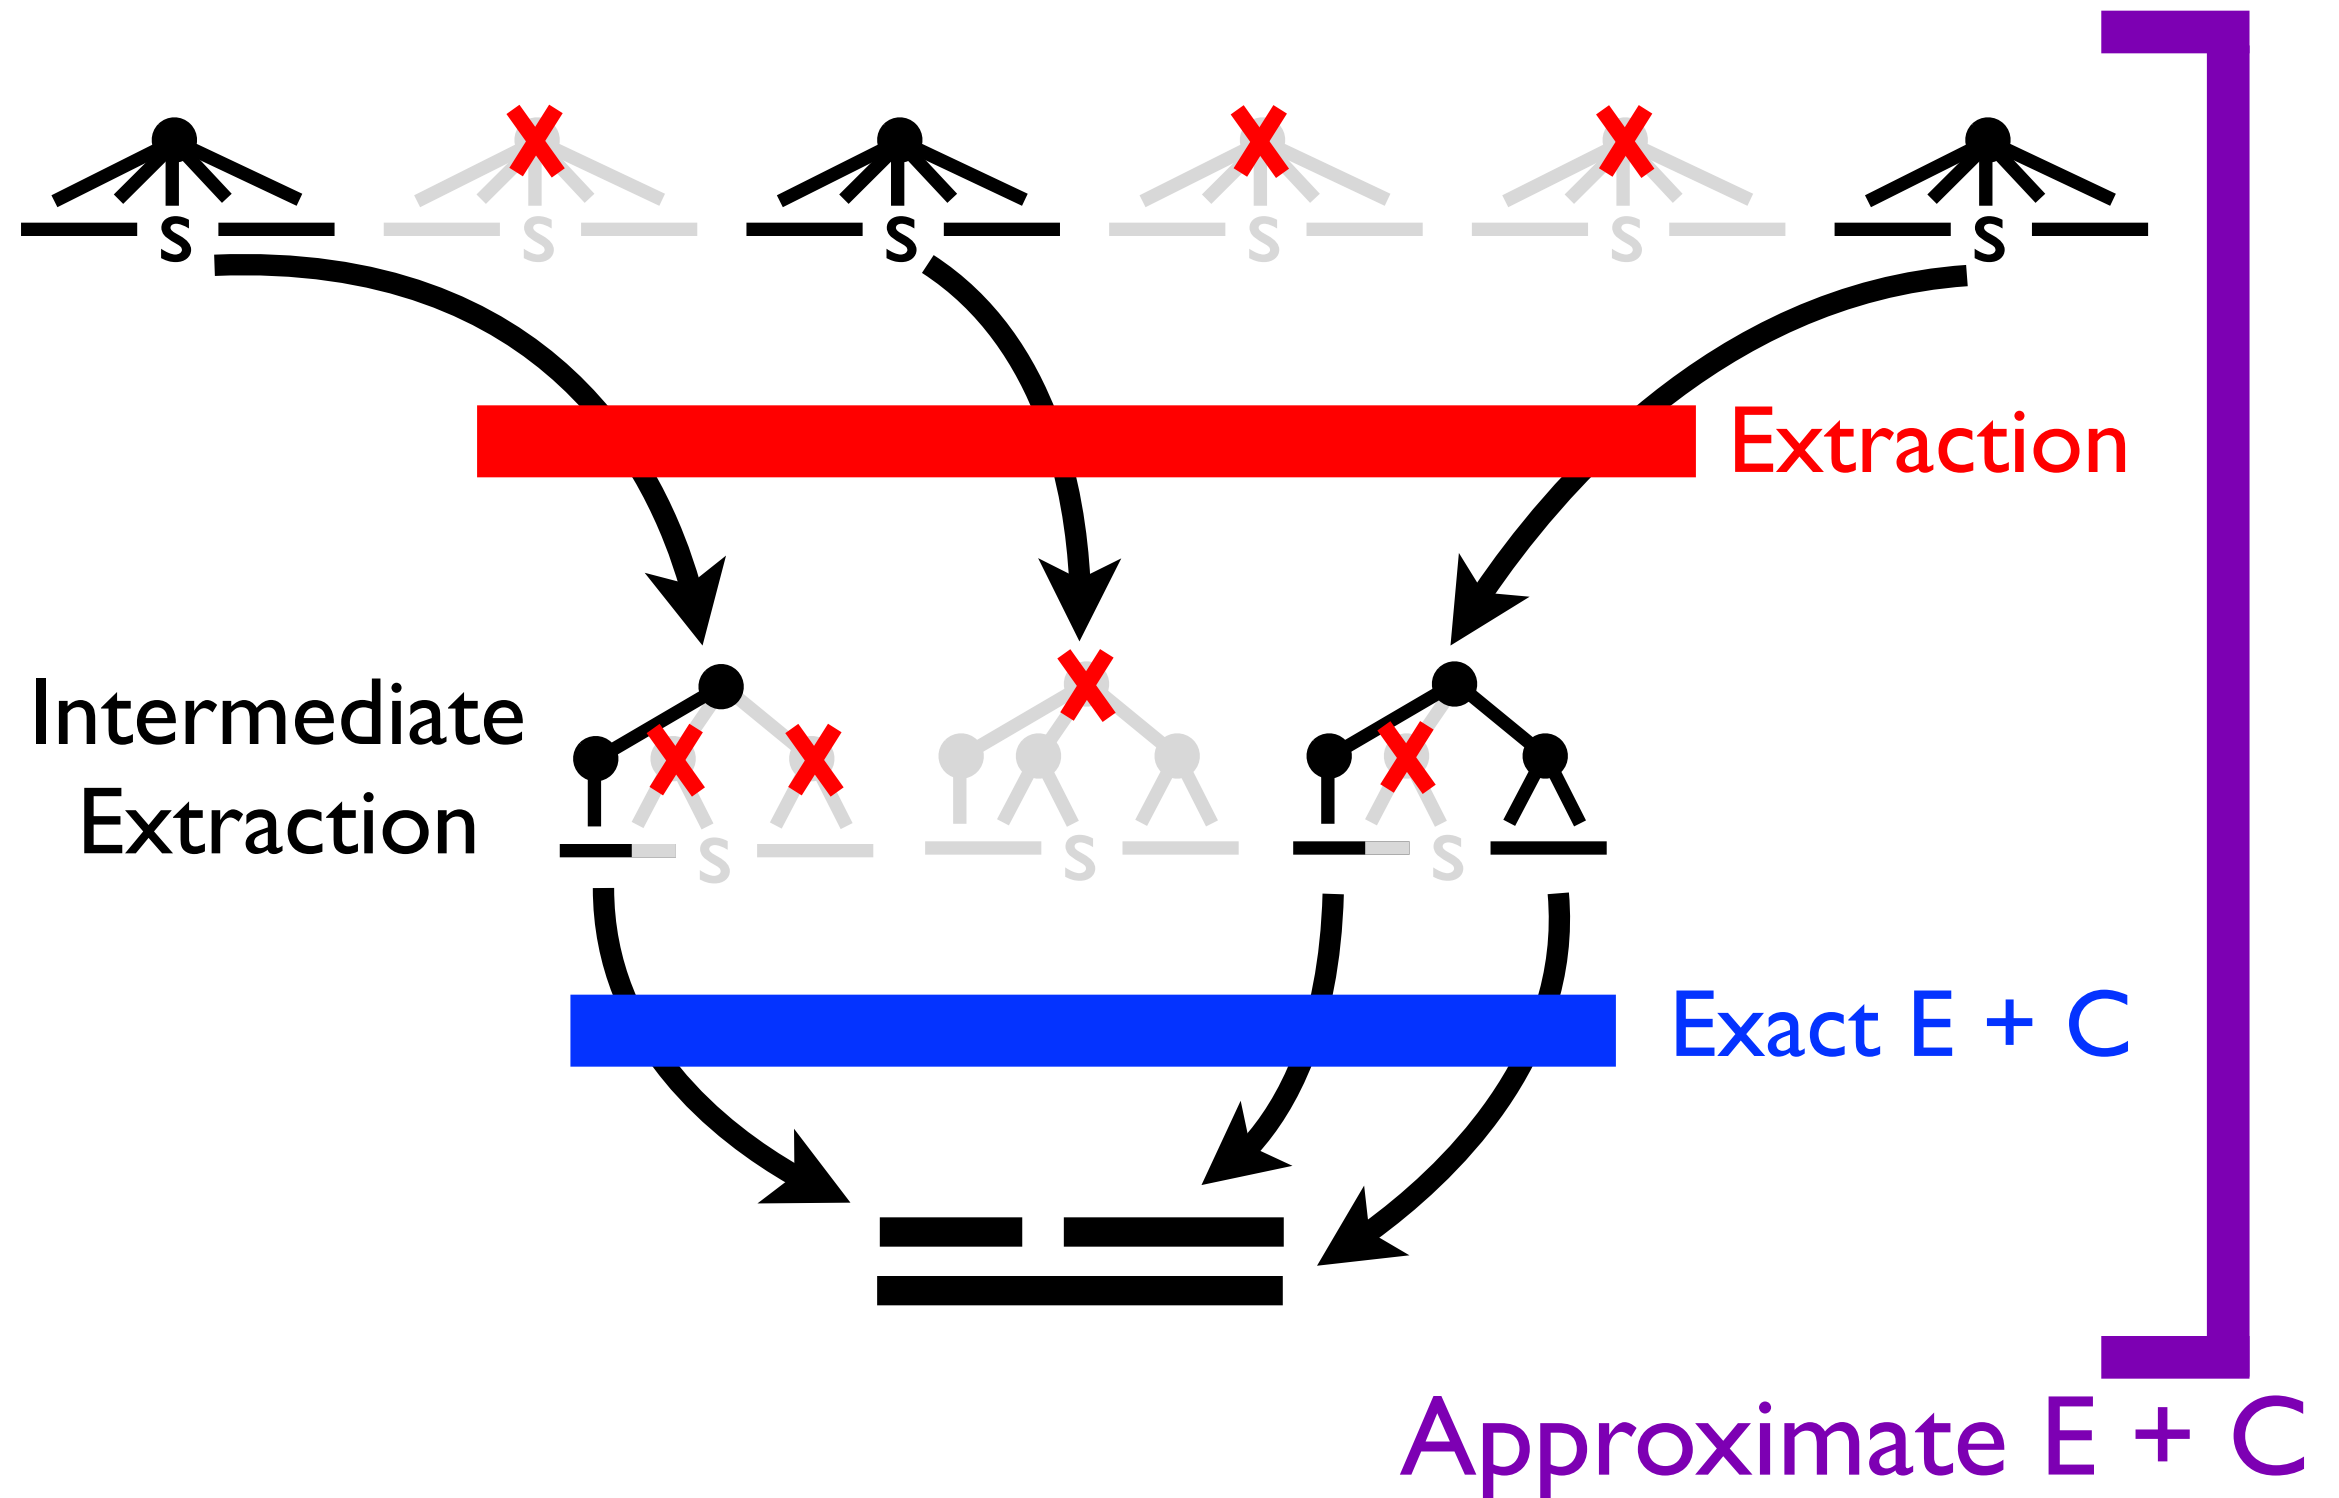 s s s s s s
Extraction
Intermediate
Extraction
s s s
Exact E + C
Approximate E + C